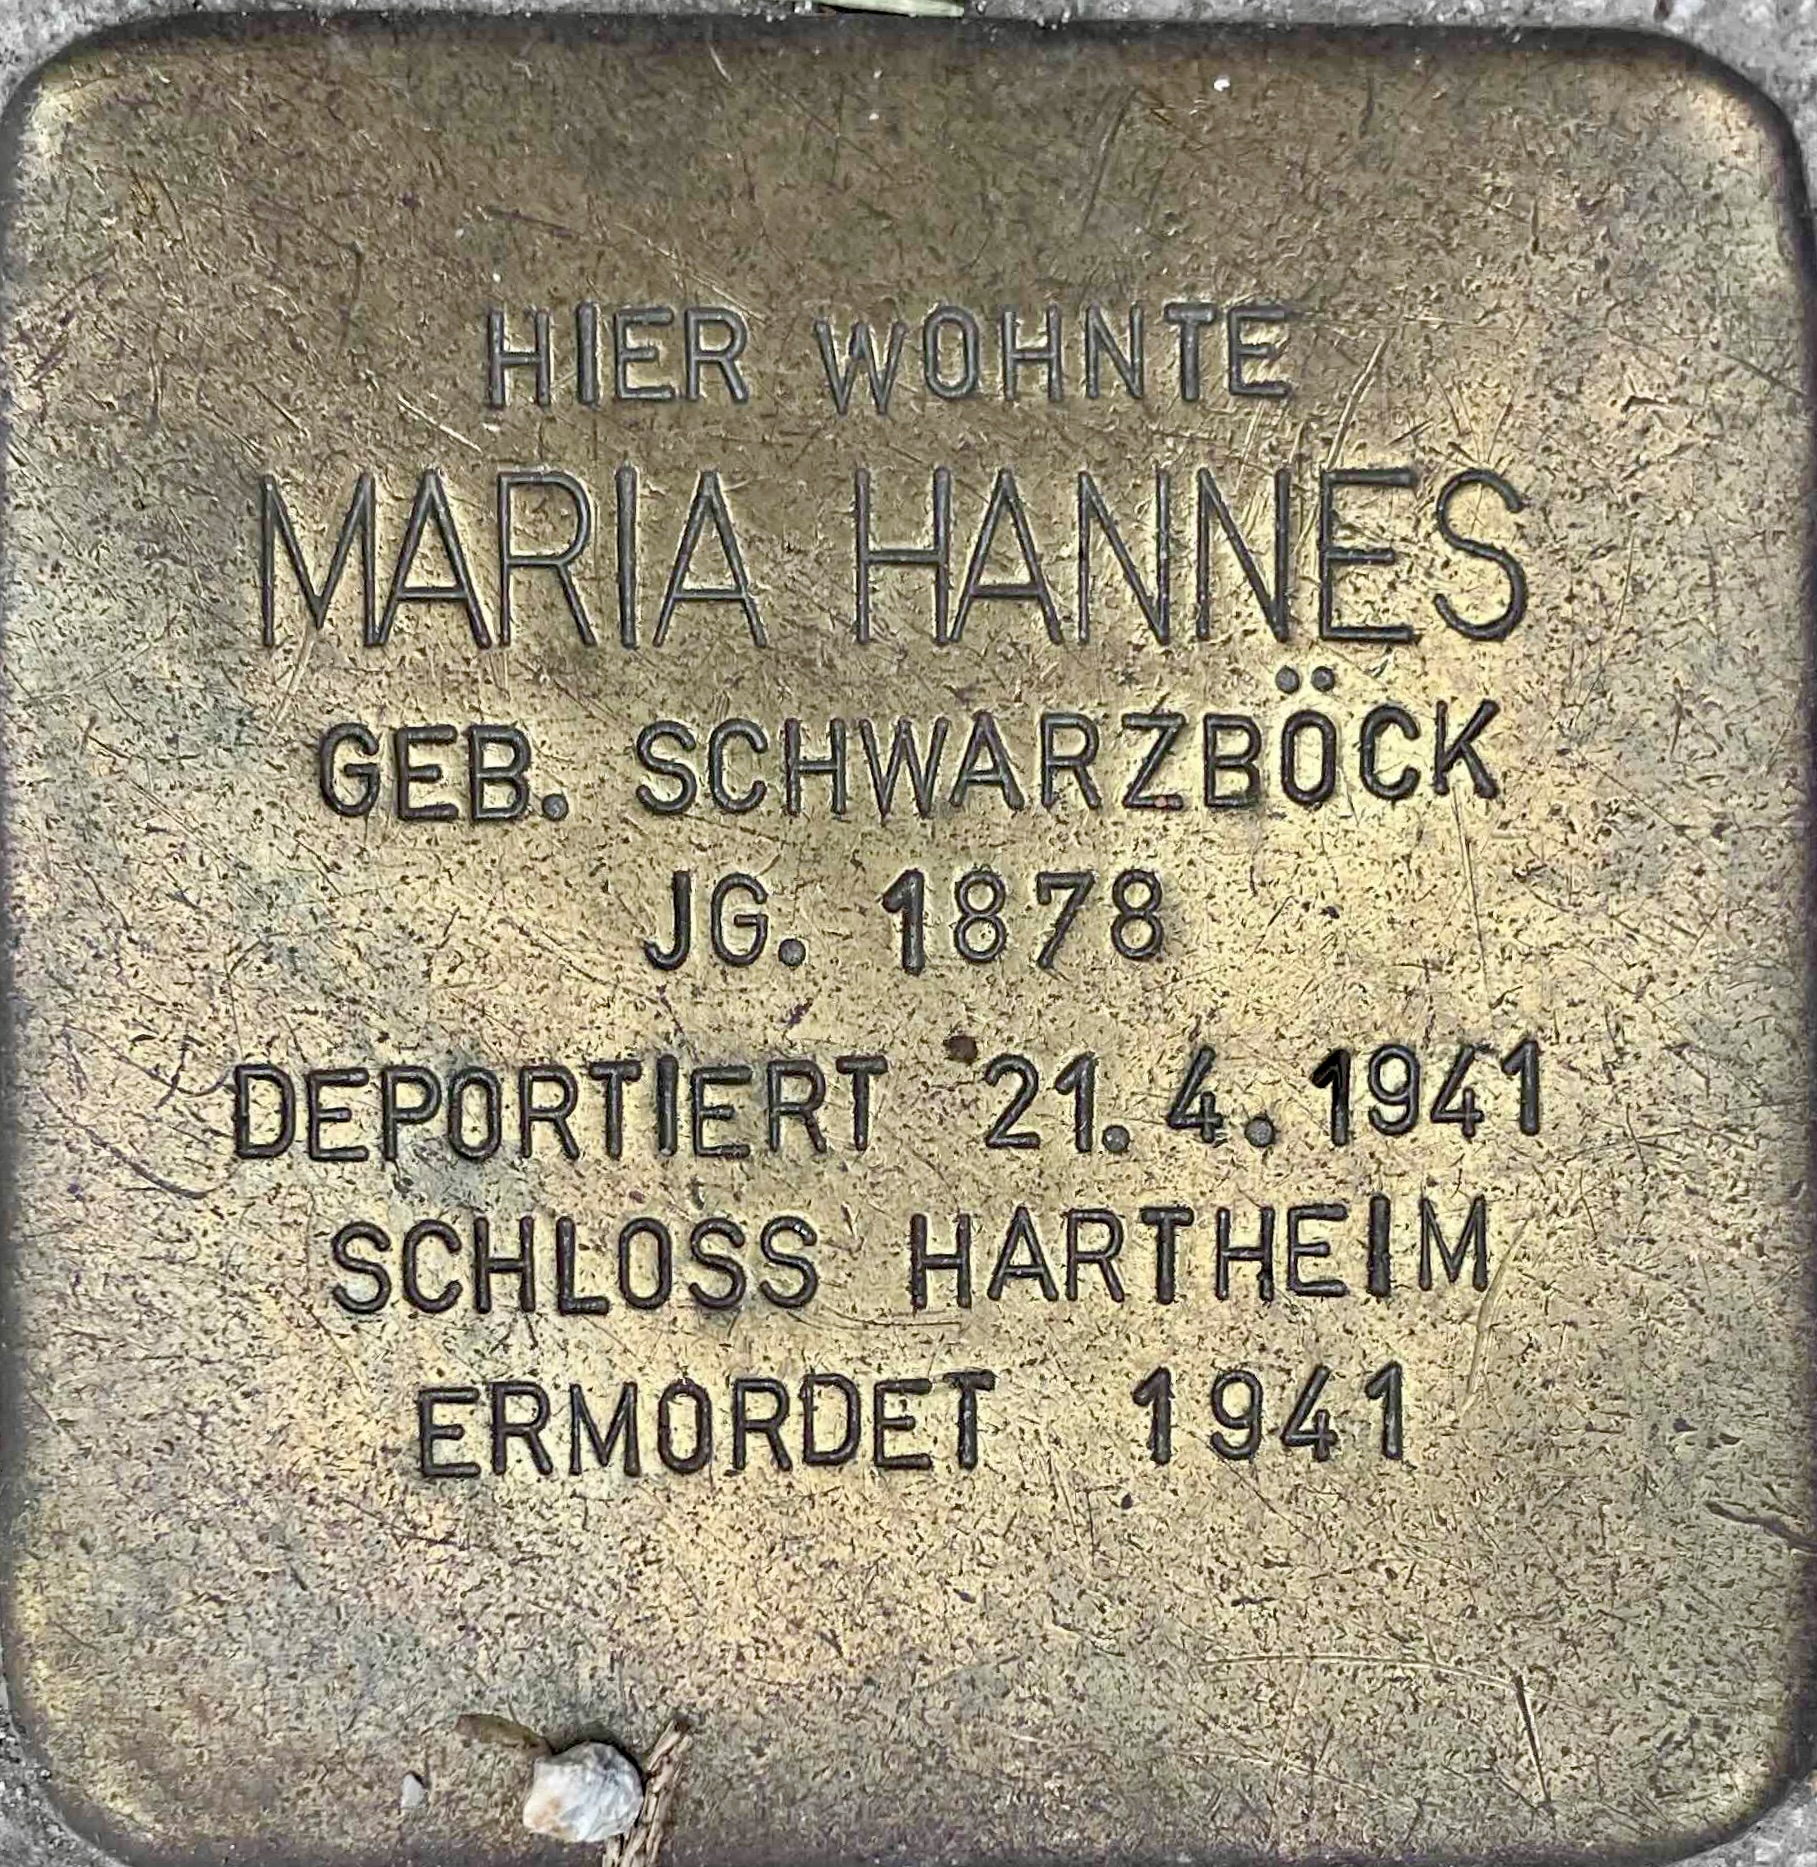 HIER WOHNTE
MARIA HANNES
GEB. SCHWARZBÖCK
JG. 1878
DEPORTIERT 21.4.1941
SCHLOSS HARTHEIM
ERMORDET 1941